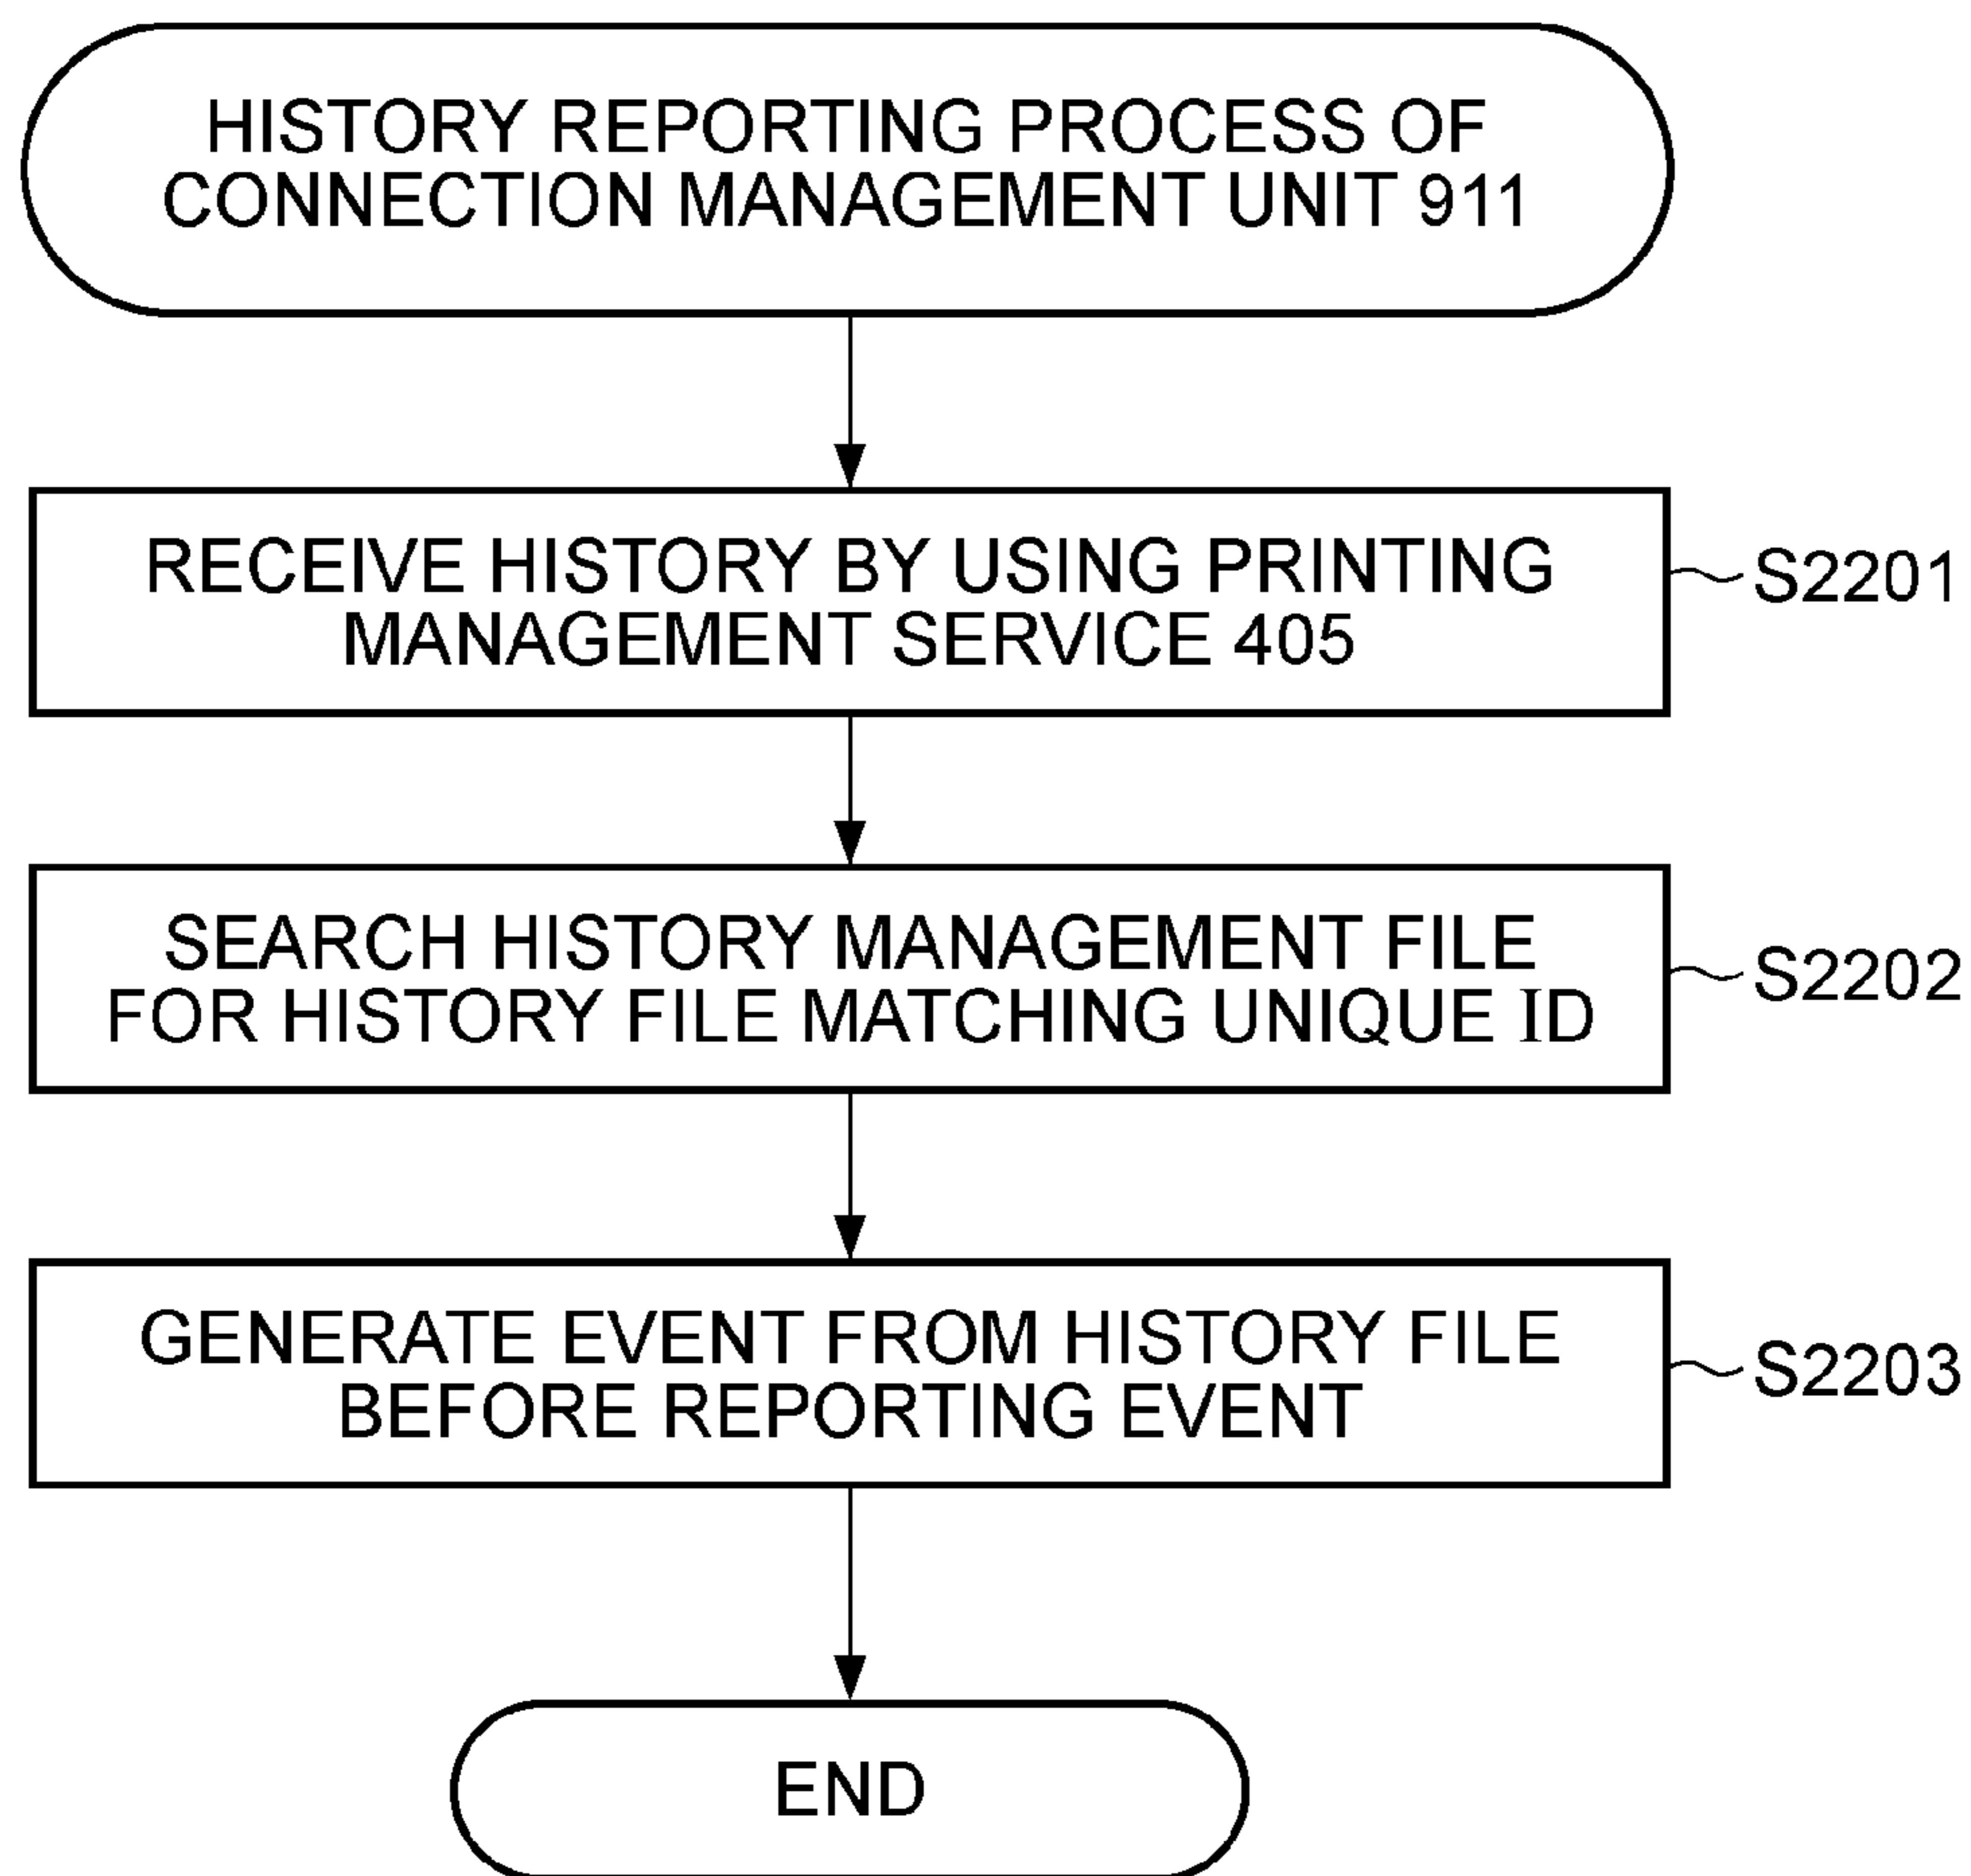 HISTORY REPORTING PROCESS OF
CONNECTION MANAGEMENT UNIT 911
RECEIVE HISTORY BY USING PRINTING
MANAGEMENT SERVICE 405
S2201
SEARCH HISTORY MANAGEMENT FILE
FOR HISTORY FILE MATCHING UNIQUE ID
S2202
GENERATE EVENT FROM HISTORY FILE
BEFORE REPORTING EVENT
S2203
END